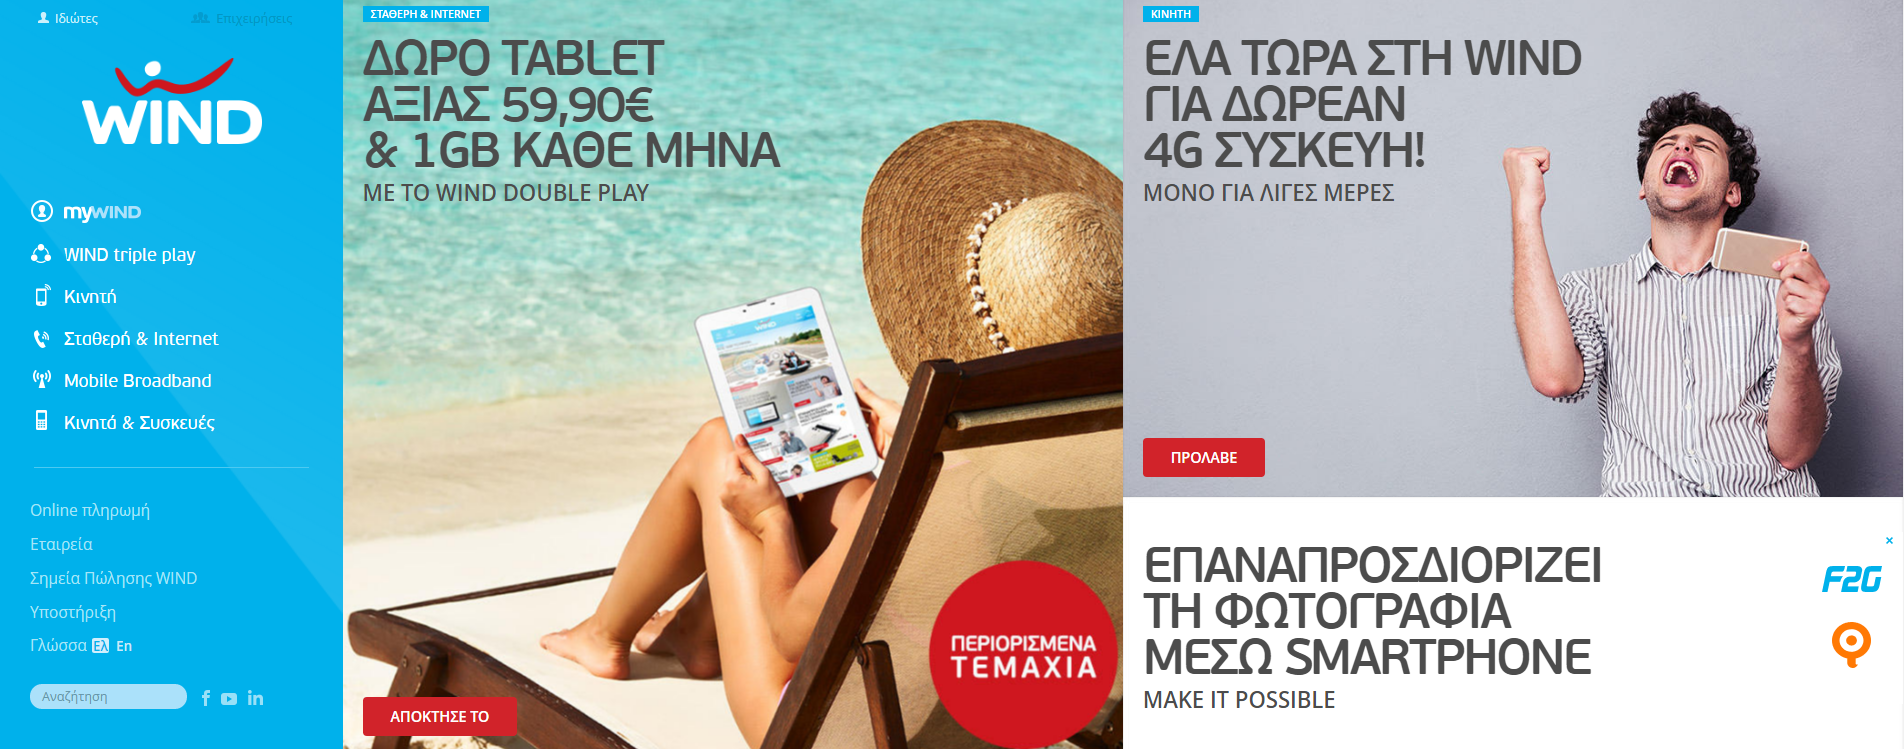 Ιδιώτες
Επιχειρήσεις
WIND
myWIND
WIND triple play
Κινητή
Σταθερή & Internet
Mobile Broadband
Κινητά & Συσκευές
Online πληρωμή
Εταιρεία
Σημεία Πώλησης WIND
Υποστήριξη
Γλώσσα Ελ En
Αναζήτηση
ΣΤΑΘΕΡΗ & INTERNET
ΔΩΡΟ TABLET
ΑΞΙΑΣ 59,90€
& 1GB ΚΑΘΕ ΜΗΝΑ
ΜΕ ΤΟ WIND DOUBLE PLAY
WIND
ΠΕΡΙΟΡΙΣΜΕΝΑ
ΤΕΜΑΧΙΑ
ΑΠΟΚΤΗΣΕ ΤΟ
ΚΙΝΗΤΗ
ΕΛΑ ΤΩΡΑ ΣΤΗ WIND
ΓΙΑ ΔΩΡΕΑΝ
4G ΣΥΣΚΕΥΗ!
ΜΟΝΟ ΓΙΑ ΛΙΓΕΣ ΜΕΡΕΣ
ΠΡΟΛΑΒΕ
ΕΠΑΝΑΠΡΟΣΔΙΟΡΙΖΕΙ
ΤΗ ΦΩΤΟΓΡΑΦΙΑ
ΜΕΣΩ SMARTPHONE
MAKE IT POSSIBLE
F2G